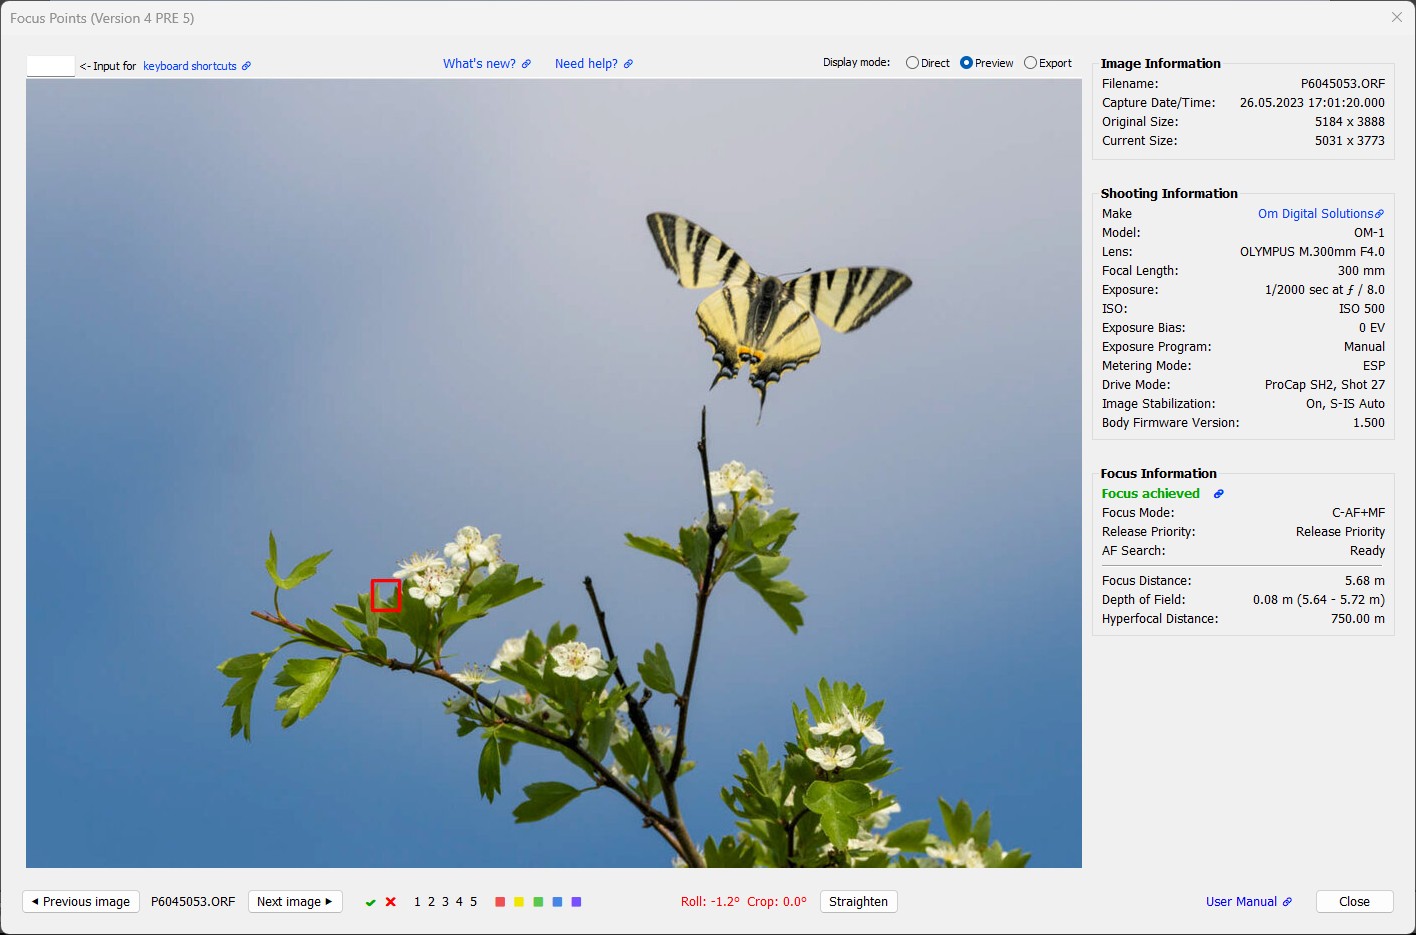 Focus Points (Version 4 PRE 5)
<- Input for keyboard shortcuts
What's new?
Need help?
Display mode: Direct Preview Export
Image Information
Filename: P6045053.ORF
Capture Date/Time: 26.05.2023 17:01:20.000
Original Size: 5184 x 3888
Current Size: 5031 x 3773
Shooting Information
Make Om Digital Solutions
Model: OM-1
Lens: OLYMPUS M.300mm F4.0
Focal Length: 300 mm
Exposure: 1/2000 sec at ƒ / 8.0
ISO: ISO 500
Exposure Bias: 0 EV
Exposure Program: Manual
Metering Mode: ESP
Drive Mode: ProCap SH2, Shot 27
Image Stabilization: On, S-IS Auto
Body Firmware Version: 1.500
Focus Information
Focus achieved
Focus Mode: C-AF+MF
Release Priority: Release Priority
AF Search: Ready
Focus Distance: 5.68 m
Depth of Field: 0.08 m (5.64 - 5.72 m)
Hyperfocal Distance: 750.00 m
Previous image P6045053.ORF Next image 1 2 3 4 5 Roll: -1.2° Crop: 0.0° Straighten User Manual Close